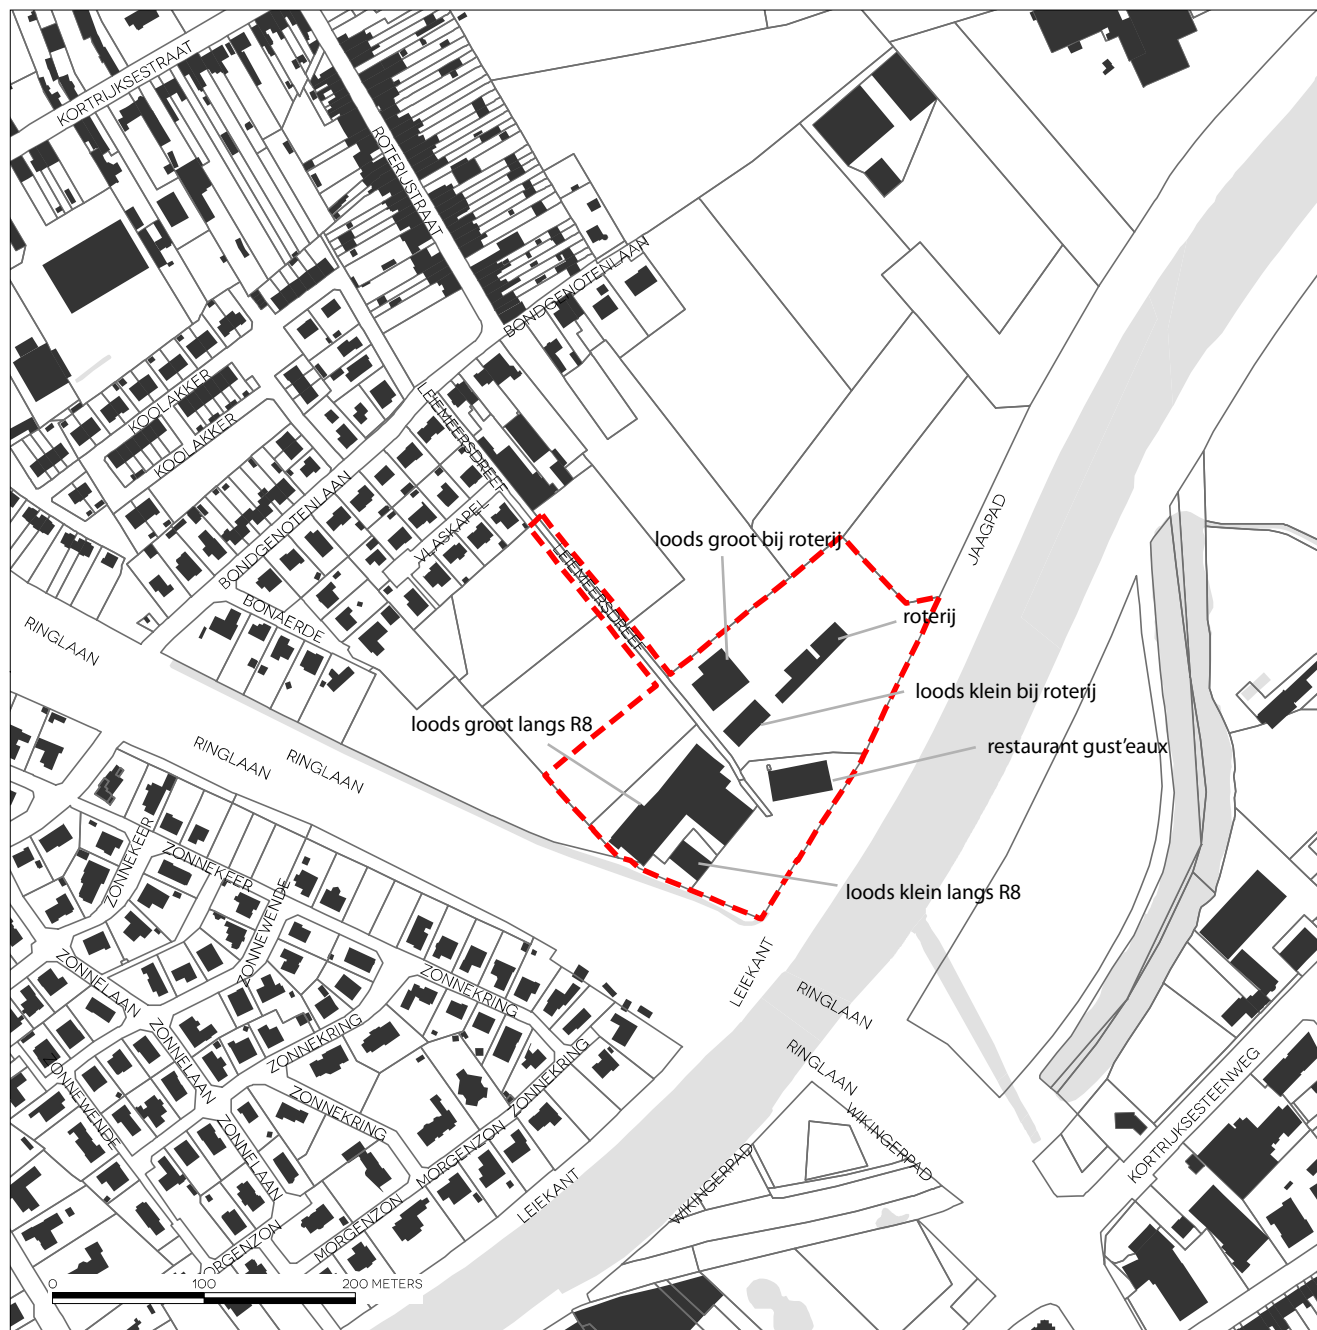 KORTRIJKSESTRAAT
ROTERIJSTRAAT
BONDGENOTENLAAN
KOOLAKKER
KOOLAKKER
LEIEMEERSDREEF
VLASKAPEL
BONDGENOTENLAAN
JAAGPAD
loods groot bij roterij
LEIEMEERSDREEF
BONAERDE
roterij
RINGLAAN
loods klein bij roterij
loods groot langs R8
restaurant gust'eaux
RINGLAAN
RINGLAAN
ZONNEKEER
ZONNEKEER
loods klein langs R8
ZONNEWENDE
ZONNELAAN
ZONNEKRING
LEIEKANT
RINGLAAN
ZONNEKRING
ZONNELAAN
RINGLAAN
ZONNEWENDE
ZONNEKRING
ZONNEKRING
WIKINGERPAD
KORTRIJKSESTEENWEG
ZONNELAAN
MORGENZON
WIKINGERPAD
LEIEKANT
MORGENZON
MORGENZON
0 100 200 METERS